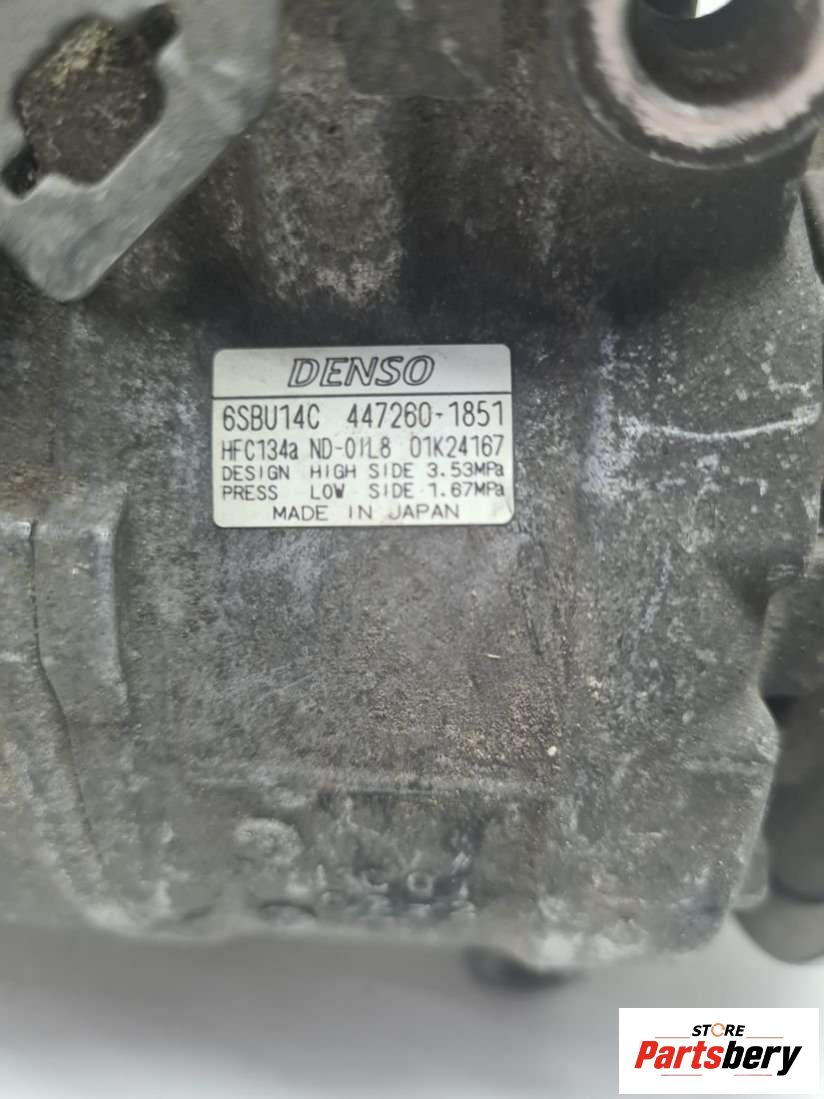 DENSO
6SBU14C 447260-1851
HFC134a ND-OIL8 01K24167
DESIGN HIGH SIDE 3.53MPa
PRESS LOW SIDE 1.67MPa
MADE IN JAPAN
STORE
Partsbery